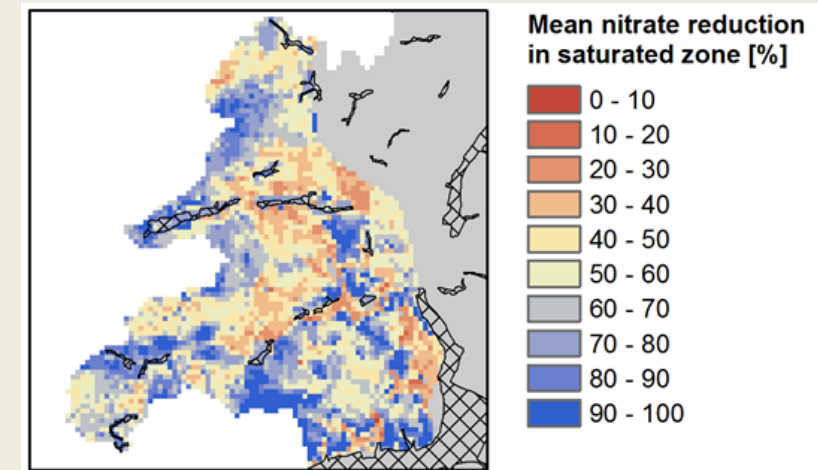 Mean nitrate reduction
in saturated zone [%]
0 - 10
10 - 20
20 - 30
30 - 40
40 - 50
50 - 60
60 - 70
70 - 80
80 - 90
90 - 100